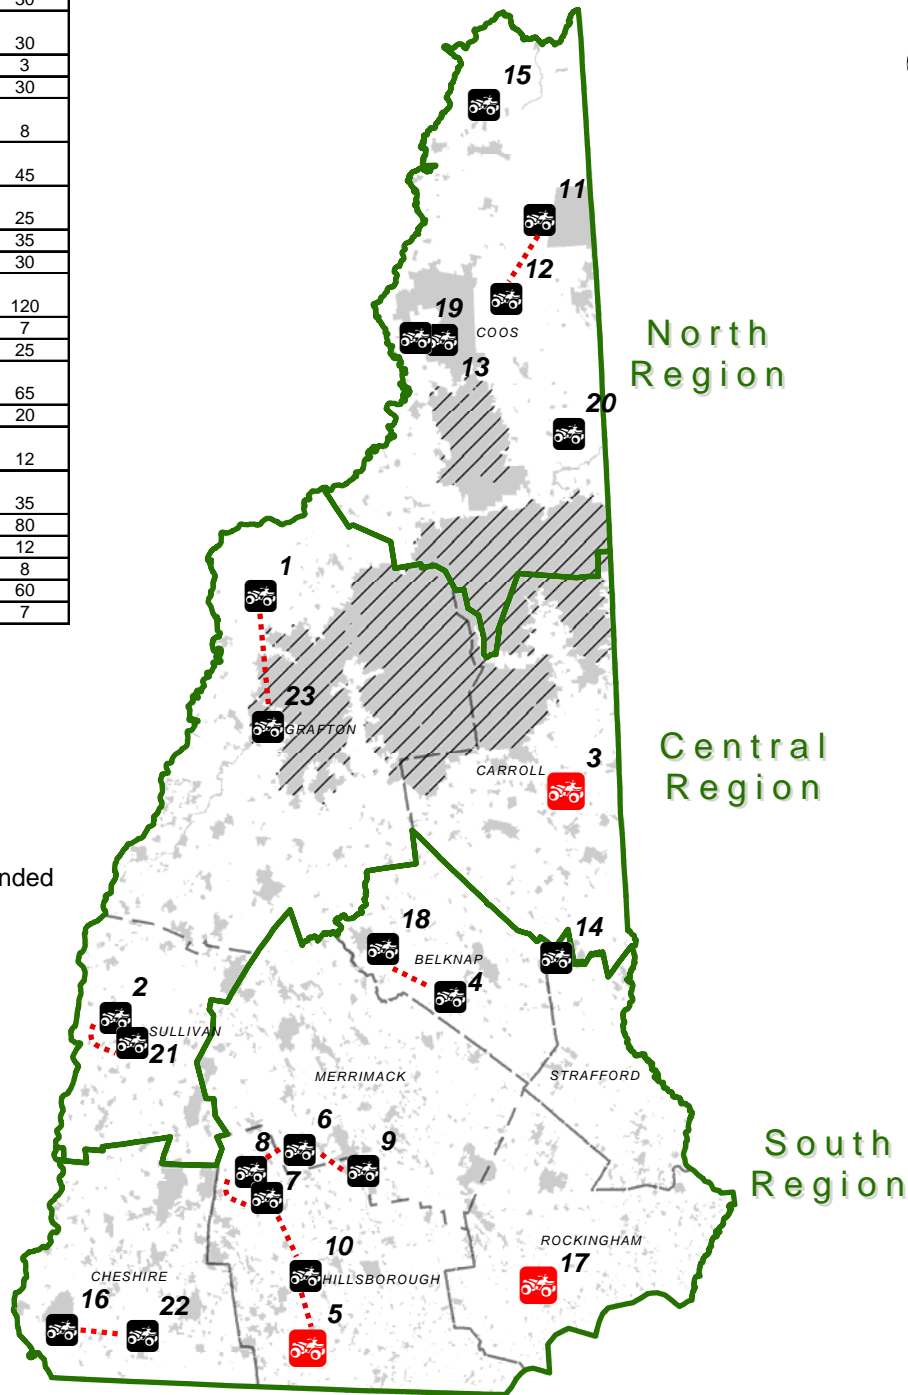 30
3
30
8
45
25
35
30
120
7
25
65
20
12
35
80
12
8
60
7
nded
15
11
12
19
COOS
13
20
North
Region
1
23
GRAFTON
3
CARROLL
Central
Region
18
14
BELKNAP
4
2
SULLIVAN
21
MERRIMACK
STRAFFORD
6
8
9
7
South
Region
10
ROCKINGHAM
17
HILLSBOROUGH
CHESHIRE
16
22
5